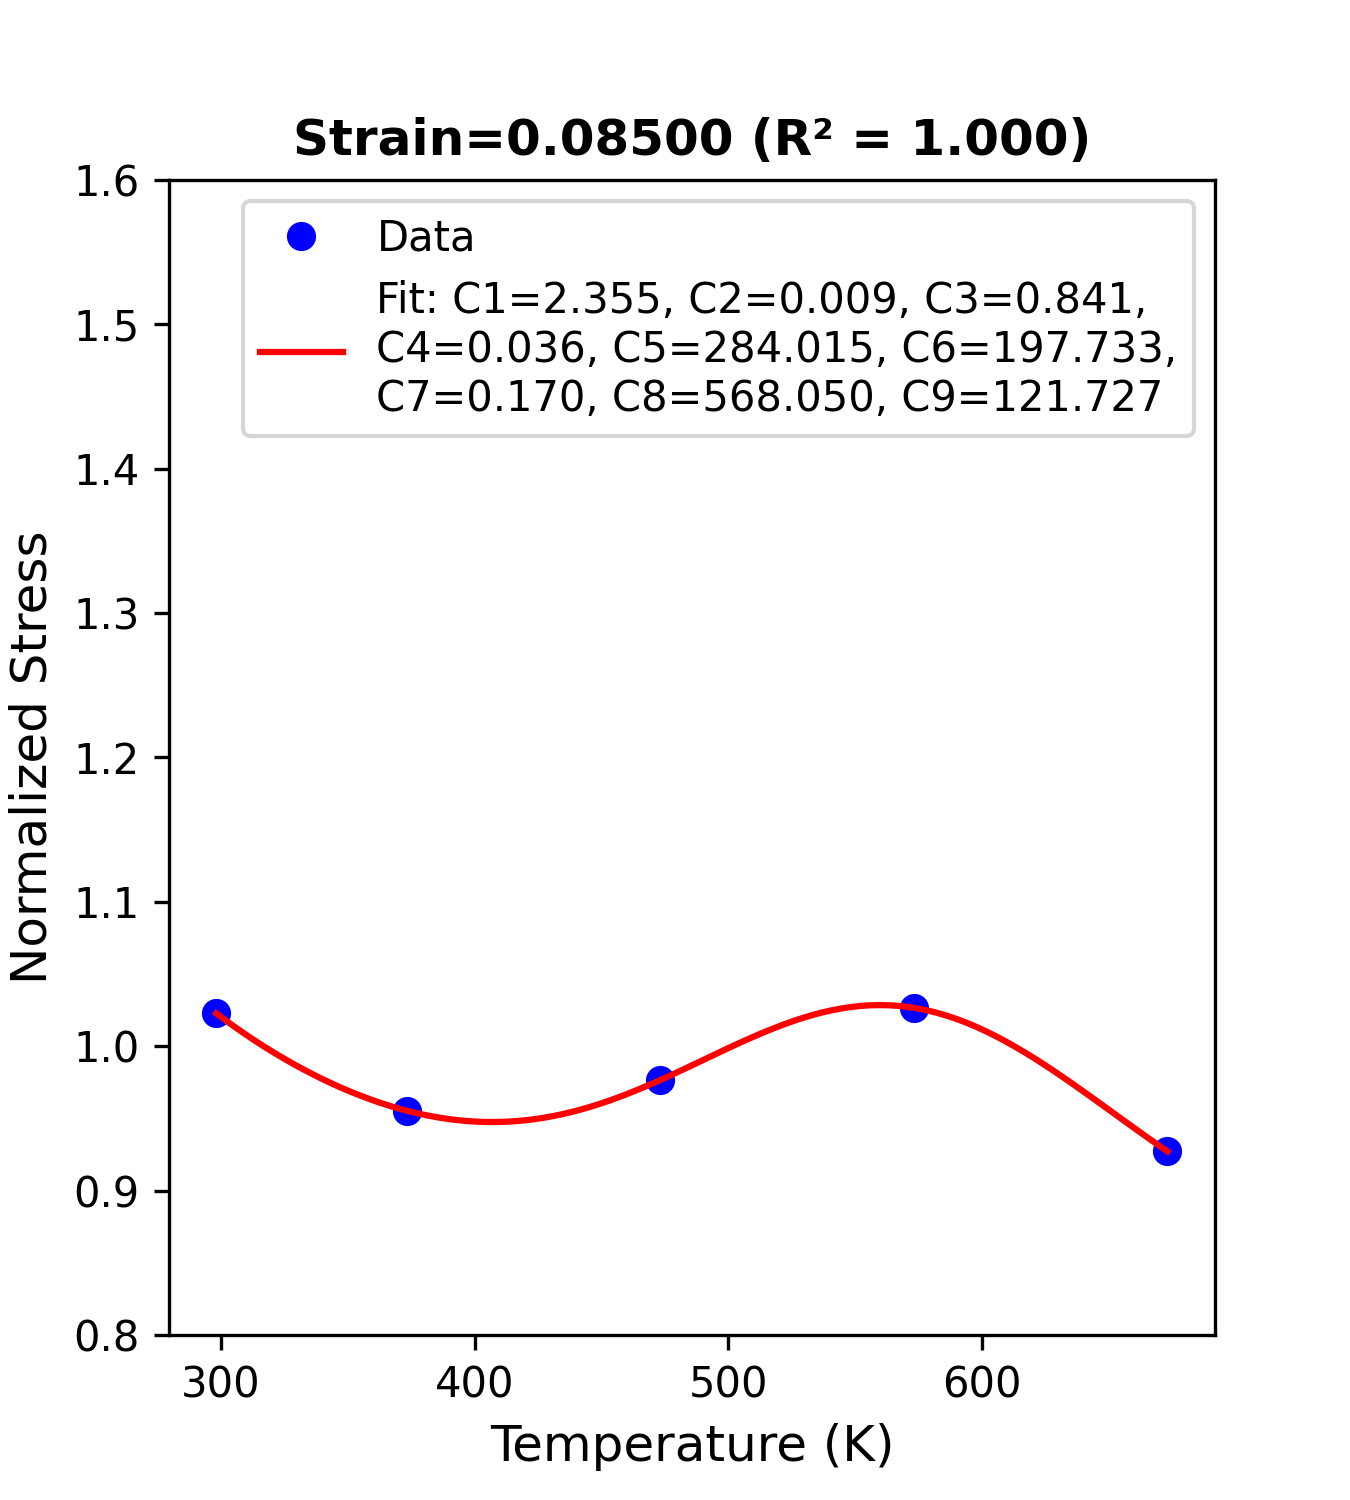 Strain=0.08500 (R² = 1.000)
Data
Fit: C1=2.355, C2=0.009, C3=0.841,
C4=0.036, C5=284.015, C6=197.733,
C7=0.170, C8=568.050, C9=121.727
Normalized Stress
1.6
1.5
1.4
1.3
1.2
1.1
1.0
0.9
0.8
300 400 500 600
Temperature (K)